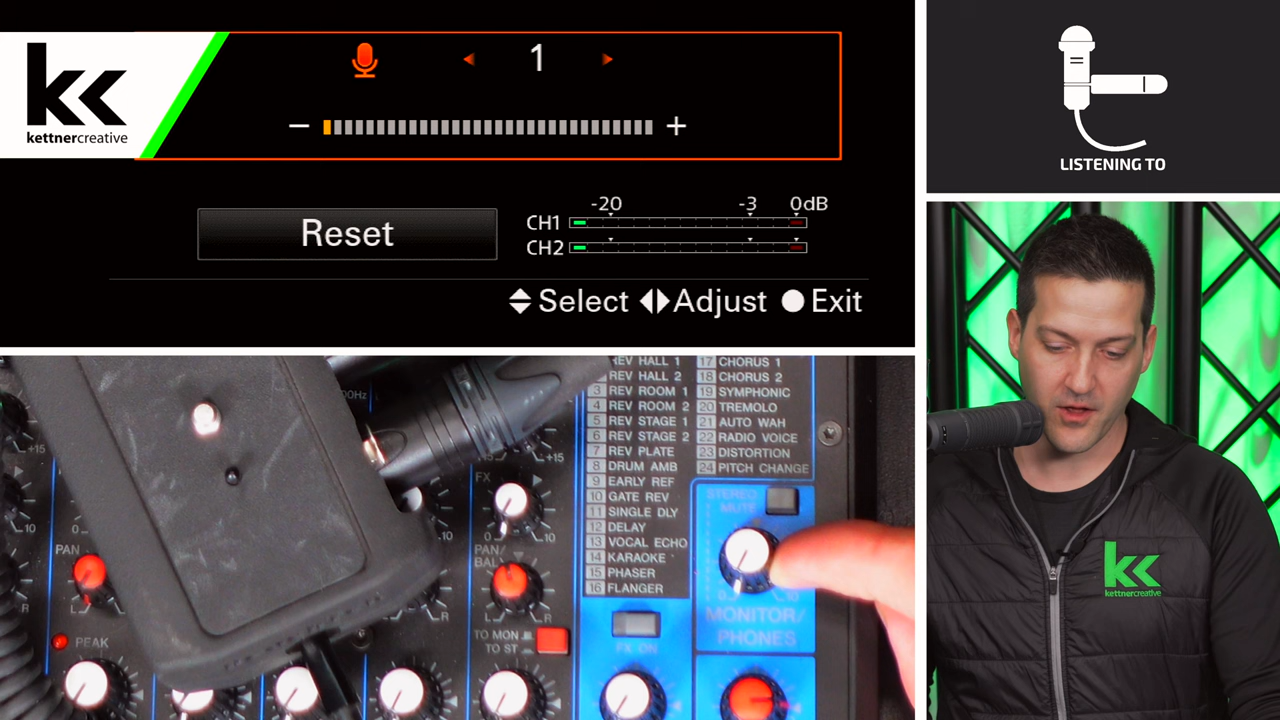 1
kettnercreative
-20 -3 0dB
CH1
CH2
Reset
Select Adjust Exit
LISTENING TO
REV HALL 1
REV HALL 2
3 REV ROOM 1
4 REV ROOM 2
5 REV STAGE 1
6 REV STAGE 2
7 REV PLATE
8 DRUM AMB
9 EARLY REF
10 GATE REV
11 SINGLE DLY
12 DELAY
13 VOCAL ECHO
14 KARAOKE
15 PHASER
16 FLANGER
17 CHORUS 1
18 CHORUS 2
19 SYMPHONIC
20 TREMOLO
21 AUTO WAH
22 RADIO VOICE
23 DISTORTION
24 PITCH CHANGE
STEREO
MUTE
MONITOR/
PHONES
FX ON
FX
PAN/
BAL
L R
TO MON
TO ST
PAN
PEAK
+15
-10
kettnercreative